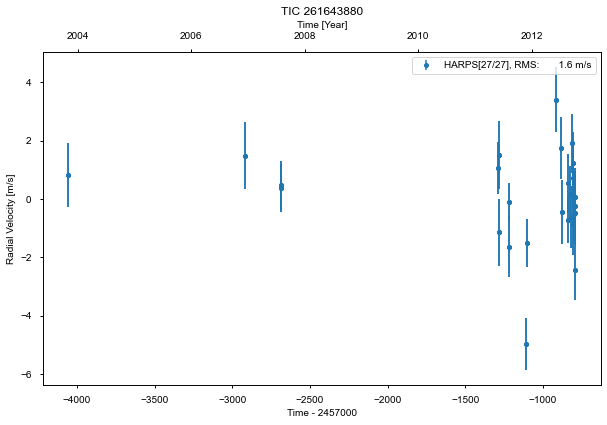 TIC 261643880
Time [Year]
2004 2006 2008 2010 2012
HARPS[27/27], RMS: 1.6 m/s
Radial Velocity [m/s]
4
2
0
−2
−4
−6
−4000 −3500 −3000 −2500 −2000 −1500 −1000
Time - 2457000